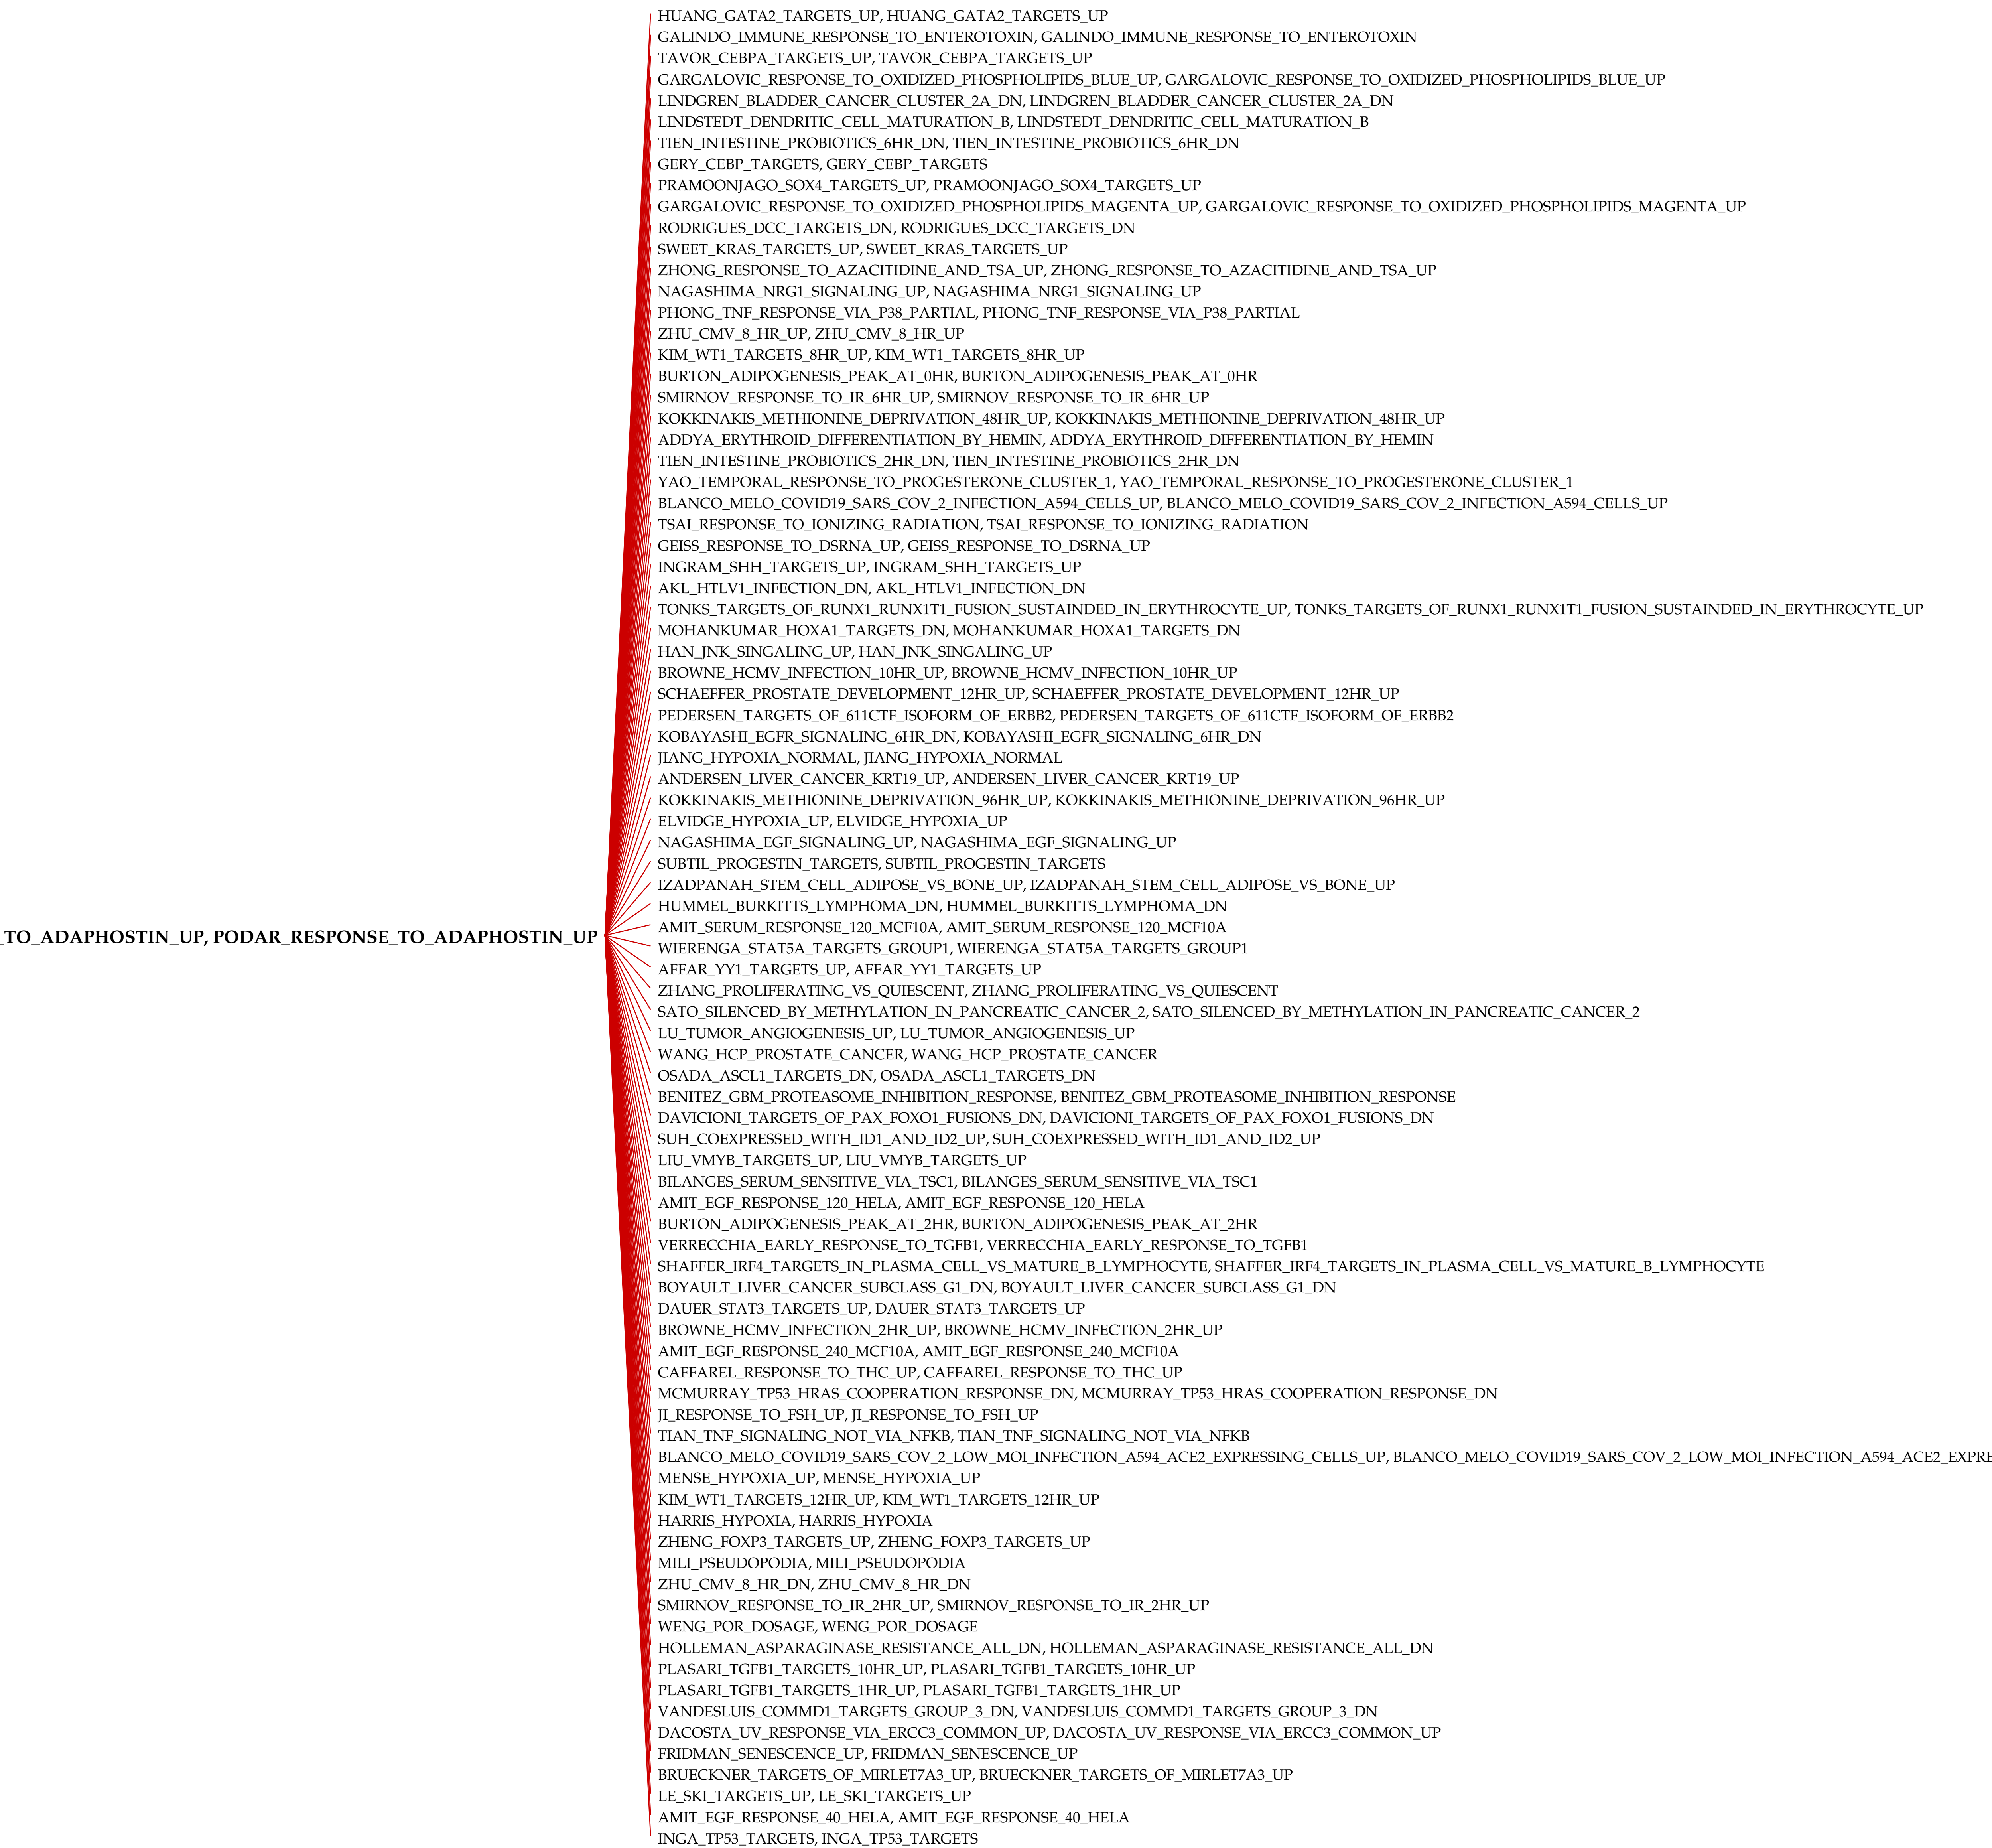 HUANG_GATA2_TARGETS_UP, HUANG_GATA2_TARGETS_UP
GALINDO_IMMUNE_RESPONSE_TO_ENTEROTOXIN, GALINDO_IMMUNE_RESPONSE_TO_ENTEROTOXIN
TAVOR_CEBPA_TARGETS_UP, TAVOR_CEBPA_TARGETS_UP
GARGALOVIC_RESPONSE_TO_OXIDIZED_PHOSPHOLIPIDS_BLUE_UP, GARGALOVIC_RESPONSE_TO_OXIDIZED_PHOSPHOLIPIDS_BLUE_UP
LINDGREN_BLADDER_CANCER_CLUSTER_2A_DN, LINDGREN_BLADDER_CANCER_CLUSTER_2A_DN
LINDSTEDT_DENDRITIC_CELL_MATURATION_B, LINDSTEDT_DENDRITIC_CELL_MATURATION_B
TIEN_INTESTINE_PROBIOTICS_6HR_DN, TIEN_INTESTINE_PROBIOTICS_6HR_DN
GERY_CEBP_TARGETS, GERY_CEBP_TARGETS
PRAMOONJAGO_SOX4_TARGETS_UP, PRAMOONJAGO_SOX4_TARGETS_UP
GARGALOVIC_RESPONSE_TO_OXIDIZED_PHOSPHOLIPIDS_MAGENTA_UP, GARGALOVIC_RESPONSE_TO_OXIDIZED_PHOSPHOLIPIDS_MAGENTA_UP
RODRIGUES_DCC_TARGETS_DN, RODRIGUES_DCC_TARGETS_DN
SWEET_KRAS_TARGETS_UP, SWEET_KRAS_TARGETS_UP
ZHONG_RESPONSE_TO_AZACITIDINE_AND_TSA_UP, ZHONG_RESPONSE_TO_AZACITIDINE_AND_TSA_UP
NAGASHIMA_NRG1_SIGNALING_UP, NAGASHIMA_NRG1_SIGNALING_UP
PHONG_TNF_RESPONSE_VIA_P38_PARTIAL, PHONG_TNF_RESPONSE_VIA_P38_PARTIAL
ZHU_CMV_8_HR_UP, ZHU_CMV_8_HR_UP
KIM_WT1_TARGETS_8HR_UP, KIM_WT1_TARGETS_8HR_UP
BURTON_ADIPOGENESIS_PEAK_AT_0HR, BURTON_ADIPOGENESIS_PEAK_AT_0HR
SMIRNOV_RESPONSE_TO_IR_6HR_UP, SMIRNOV_RESPONSE_TO_IR_6HR_UP
KOKKINAKIS_METHIONINE_DEPRIVATION_48HR_UP, KOKKINAKIS_METHIONINE_DEPRIVATION_48HR_UP
ADDYA_ERYTHROID_DIFFERENTIATION_BY_HEMIN, ADDYA_ERYTHROID_DIFFERENTIATION_BY_HEMIN
TIEN_INTESTINE_PROBIOTICS_2HR_DN, TIEN_INTESTINE_PROBIOTICS_2HR_DN
YAO_TEMPORAL_RESPONSE_TO_PROGESTERONE_CLUSTER_1, YAO_TEMPORAL_RESPONSE_TO_PROGESTERONE_CLUSTER_1
BLANCO_MELO_COVID19_SARS_COV_2_INFECTION_A594_CELLS_UP, BLANCO_MELO_COVID19_SARS_COV_2_INFECTION_A594_CELLS_UP
TSAI_RESPONSE_TO_IONIZING_RADIATION, TSAI_RESPONSE_TO_IONIZING_RADIATION
GEISS_RESPONSE_TO_DSRNA_UP, GEISS_RESPONSE_TO_DSRNA_UP
INGRAM_SHH_TARGETS_UP, INGRAM_SHH_TARGETS_UP
AKL_HTLV1_INFECTION_DN, AKL_HTLV1_INFECTION_DN
TONKS_TARGETS_OF_RUNX1_RUNX1T1_FUSION_SUSTAINDED_IN_ERYTHROCYTE_UP, TONKS_TARGETS_OF_RUNX1_RUNX1T1_FUSION_SUSTAINDED_IN_ERYTHROCYTE_UP
MOHANKUMAR_HOXA1_TARGETS_DN, MOHANKUMAR_HOXA1_TARGETS_DN
HAN_JNK_SINGALING_UP, HAN_JNK_SINGALING_UP
BROWNE_HCMV_INFECTION_10HR_UP, BROWNE_HCMV_INFECTION_10HR_UP
SCHAEFFER_PROSTATE_DEVELOPMENT_12HR_UP, SCHAEFFER_PROSTATE_DEVELOPMENT_12HR_UP
PEDERSEN_TARGETS_OF_611CTF_ISOFORM_OF_ERBB2, PEDERSEN_TARGETS_OF_611CTF_ISOFORM_OF_ERBB2
KOBAYASHI_EGFR_SIGNALING_6HR_DN, KOBAYASHI_EGFR_SIGNALING_6HR_DN
JIANG_HYPOXIA_NORMAL, JIANG_HYPOXIA_NORMAL
ANDERSEN_LIVER_CANCER_KRT19_UP, ANDERSEN_LIVER_CANCER_KRT19_UP
KOKKINAKIS_METHIONINE_DEPRIVATION_96HR_UP, KOKKINAKIS_METHIONINE_DEPRIVATION_96HR_UP
ELVIDGE_HYPOXIA_UP, ELVIDGE_HYPOXIA_UP
NAGASHIMA_EGF_SIGNALING_UP, NAGASHIMA_EGF_SIGNALING_UP
SUBTIL_PROGESTIN_TARGETS, SUBTIL_PROGESTIN_TARGETS
IZADPANAH_STEM_CELL_ADIPOSE_VS_BONE_UP, IZADPANAH_STEM_CELL_ADIPOSE_VS_BONE_UP
HUMMEL_BURKITTS_LYMPHOMA_DN, HUMMEL_BURKITTS_LYMPHOMA_DN
AMIT_SERUM_RESPONSE_120_MCF10A, AMIT_SERUM_RESPONSE_120_MCF10A
_TO_ADAPHOSTIN_UP, PODAR_RESPONSE_TO_ADAPHOSTIN_UP
WIERENGA_STAT5A_TARGETS_GROUP1, WIERENGA_STAT5A_TARGETS_GROUP1
AFFAR_YY1_TARGETS_UP, AFFAR_YY1_TARGETS_UP
ZHANG_PROLIFERATING_VS_QUIESCENT, ZHANG_PROLIFERATING_VS_QUIESCENT
SATO_SILENCED_BY_METHYLATION_IN_PANCREATIC_CANCER_2, SATO_SILENCED_BY_METHYLATION_IN_PANCREATIC_CANCER_2
LU_TUMOR_ANGIOGENESIS_UP, LU_TUMOR_ANGIOGENESIS_UP
WANG_HCP_PROSTATE_CANCER, WANG_HCP_PROSTATE_CANCER
OSADA_ASCL1_TARGETS_DN, OSADA_ASCL1_TARGETS_DN
BENITEZ_GBM_PROTEASOME_INHIBITION_RESPONSE, BENITEZ_GBM_PROTEASOME_INHIBITION_RESPONSE
DAVICIONI_TARGETS_OF_PAX_FOXO1_FUSIONS_DN, DAVICIONI_TARGETS_OF_PAX_FOXO1_FUSIONS_DN
SUH_COEXPRESSED_WITH_ID1_AND_ID2_UP, SUH_COEXPRESSED_WITH_ID1_AND_ID2_UP
LIU_VMYB_TARGETS_UP, LIU_VMYB_TARGETS_UP
BILANGES_SERUM_SENSITIVE_VIA_TSC1, BILANGES_SERUM_SENSITIVE_VIA_TSC1
AMIT_EGF_RESPONSE_120_HELA, AMIT_EGF_RESPONSE_120_HELA
BURTON_ADIPOGENESIS_PEAK_AT_2HR, BURTON_ADIPOGENESIS_PEAK_AT_2HR
VERRECCHIA_EARLY_RESPONSE_TO_TGFB1, VERRECCHIA_EARLY_RESPONSE_TO_TGFB1
SHAFFER_IRF4_TARGETS_IN_PLASMA_CELL_VS_MATURE_B_LYMPHOCYTE, SHAFFER_IRF4_TARGETS_IN_PLASMA_CELL_VS_MATURE_B_LYMPHOCYTE
BOYAULT_LIVER_CANCER_SUBCLASS_G1_DN, BOYAULT_LIVER_CANCER_SUBCLASS_G1_DN
DAUER_STAT3_TARGETS_UP, DAUER_STAT3_TARGETS_UP
BROWNE_HCMV_INFECTION_2HR_UP, BROWNE_HCMV_INFECTION_2HR_UP
AMIT_EGF_RESPONSE_240_MCF10A, AMIT_EGF_RESPONSE_240_MCF10A
CAFFAREL_RESPONSE_TO_THC_UP, CAFFAREL_RESPONSE_TO_THC_UP
MCMURRAY_TP53_HRAS_COOPERATION_RESPONSE_DN, MCMURRAY_TP53_HRAS_COOPERATION_RESPONSE_DN
JI_RESPONSE_TO_FSH_UP, JI_RESPONSE_TO_FSH_UP
TIAN_TNF_SIGNALING_NOT_VIA_NFKB, TIAN_TNF_SIGNALING_NOT_VIA_NFKB
BLANCO_MELO_COVID19_SARS_COV_2_LOW_MOI_INFECTION_A594_ACE2_EXPRESSING_CELLS_UP, BLANCO_MELO_COVID19_SARS_COV_2_LOW_MOI_INFECTION_A594_ACE2_EXPRE
MENSE_HYPOXIA_UP, MENSE_HYPOXIA_UP
KIM_WT1_TARGETS_12HR_UP, KIM_WT1_TARGETS_12HR_UP
HARRIS_HYPOXIA, HARRIS_HYPOXIA
ZHENG_FOXP3_TARGETS_UP, ZHENG_FOXP3_TARGETS_UP
MILI_PSEUDOPODIA, MILI_PSEUDOPODIA
ZHU_CMV_8_HR_DN, ZHU_CMV_8_HR_DN
SMIRNOV_RESPONSE_TO_IR_2HR_UP, SMIRNOV_RESPONSE_TO_IR_2HR_UP
WENG_POR_DOSAGE, WENG_POR_DOSAGE
HOLLEMAN_ASPARAGINASE_RESISTANCE_ALL_DN, HOLLEMAN_ASPARAGINASE_RESISTANCE_ALL_DN
PLASARI_TGFB1_TARGETS_10HR_UP, PLASARI_TGFB1_TARGETS_10HR_UP
PLASARI_TGFB1_TARGETS_1HR_UP, PLASARI_TGFB1_TARGETS_1HR_UP
VANDESLUIS_COMMD1_TARGETS_GROUP_3_DN, VANDESLUIS_COMMD1_TARGETS_GROUP_3_DN
DACOSTA_UV_RESPONSE_VIA_ERCC3_COMMON_UP, DACOSTA_UV_RESPONSE_VIA_ERCC3_COMMON_UP
FRIDMAN_SENESCENCE_UP, FRIDMAN_SENESCENCE_UP
BRUECKNER_TARGETS_OF_MIRLET7A3_UP, BRUECKNER_TARGETS_OF_MIRLET7A3_UP
LE_SKI_TARGETS_UP, LE_SKI_TARGETS_UP
AMIT_EGF_RESPONSE_40_HELA, AMIT_EGF_RESPONSE_40_HELA
INGA_TP53_TARGETS, INGA_TP53_TARGETS